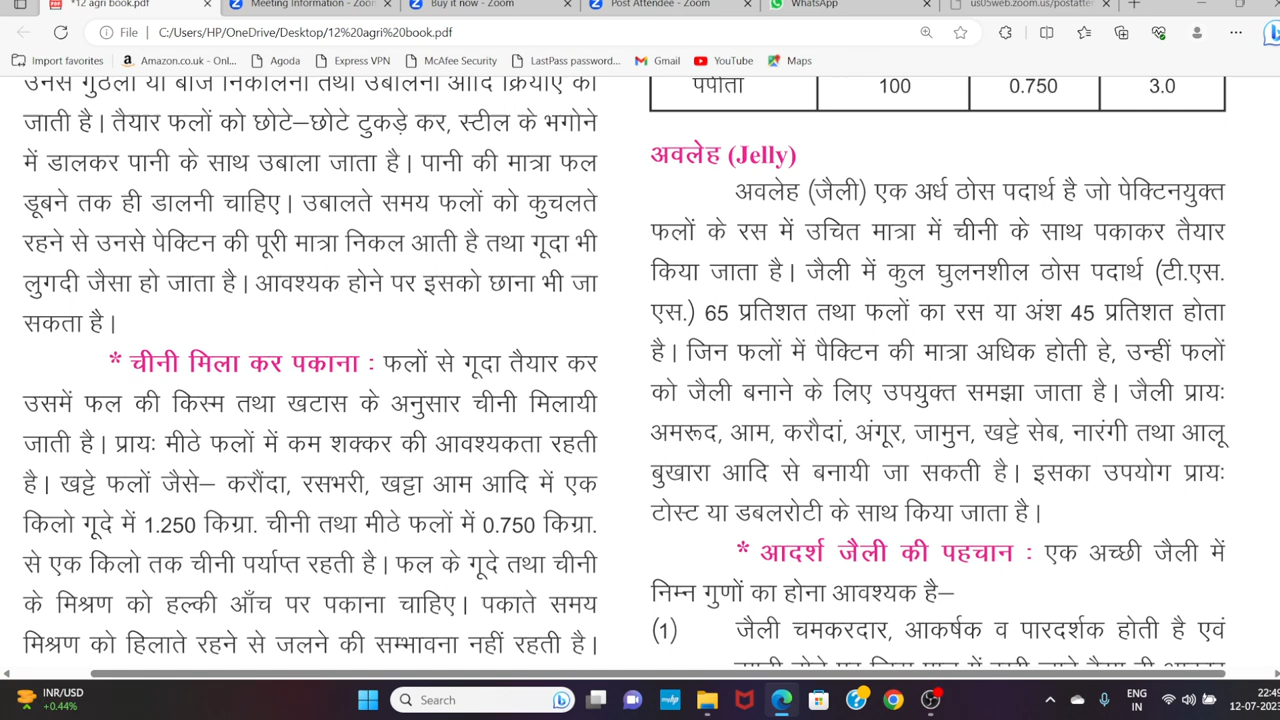 *12 agri book.pdf
Meeting Information - Zoom
Buy it now - Zoom
Post Attendee - Zoom
WhatsApp
us05web.zoom.us/postatter
File
C:/Users/HP/OneDrive/Desktop/12%20agri%20book.pdf
Import favorites
Amazon.co.uk - Onl...
Agoda
Express VPN
McAfee Security
LastPass password...
Gmail
YouTube
Maps
उनस गुठली या बीज निकालना तथा उबालना आदि क्रियाएं की
जाती है। तैयार फलों को छोटे–छोटे टुकड़े कर, स्टील के भगोने
में डालकर पानी के साथ उबाला जाता है। पानी की मात्रा फल
डूबने तक ही डालनी चाहिए। उबालते समय फलों को कुचलते
रहने से उनसे पेक्टिन की पूरी मात्रा निकल आती है तथा गूदा भी
लुगदी जैसा हो जाता है। आवश्यक होने पर इसको छाना भी जा
सकता है।
* चीनी मिला कर पकाना : फलों से गूदा तैयार कर
उसमें फल की किस्म तथा खटास के अनुसार चीनी मिलायी
जाती है। प्रायः मीठे फलों में कम शक्कर की आवश्यकता रहती
है। खट्टे फलों जैसे– करौंदा, रसभरी, खट्टा आम आदि में एक
किलो गूदे में 1.250 किग्रा. चीनी तथा मीठे फलों में 0.750 किग्रा.
से एक किलो तक चीनी पर्याप्त रहती है। फल के गूदे तथा चीनी
के मिश्रण को हल्की आँच पर पकाना चाहिए। पकाते समय
मिश्रण को हिलाते रहने से जलने की सम्भावना नहीं रहती है।
पपीता 100 0.750 3.0
अवलेह (Jelly)
अवलेह (जैली) एक अर्ध ठोस पदार्थ है जो पेक्टिनयुक्त
फलों के रस में उचित मात्रा में चीनी के साथ पकाकर तैयार
किया जाता है। जैली में कुल घुलनशील ठोस पदार्थ (टी.एस.
एस.) 65 प्रतिशत तथा फलों का रस या अंश 45 प्रतिशत होता
है। जिन फलों में पैक्टिन की मात्रा अधिक होती हे, उन्हीं फलों
को जैली बनाने के लिए उपयुक्त समझा जाता है। जैली प्रायः
अमरूद, आम, करौदां, अंगूर, जामुन, खट्टे सेब, नारंगी तथा आलू
बुखारा आदि से बनायी जा सकती है। इसका उपयोग प्रायः
टोस्ट या डबलरोटी के साथ किया जाता है।
* आदर्श जैली की पहचान : एक अच्छी जैली में
निम्न गुणों का होना आवश्यक है–
(1) जैली चमकदार, आकर्षक व पारदर्शक होती है एवं
INR/USD
+0.44%
Search
ENG
IN
22:49
12-07-2023